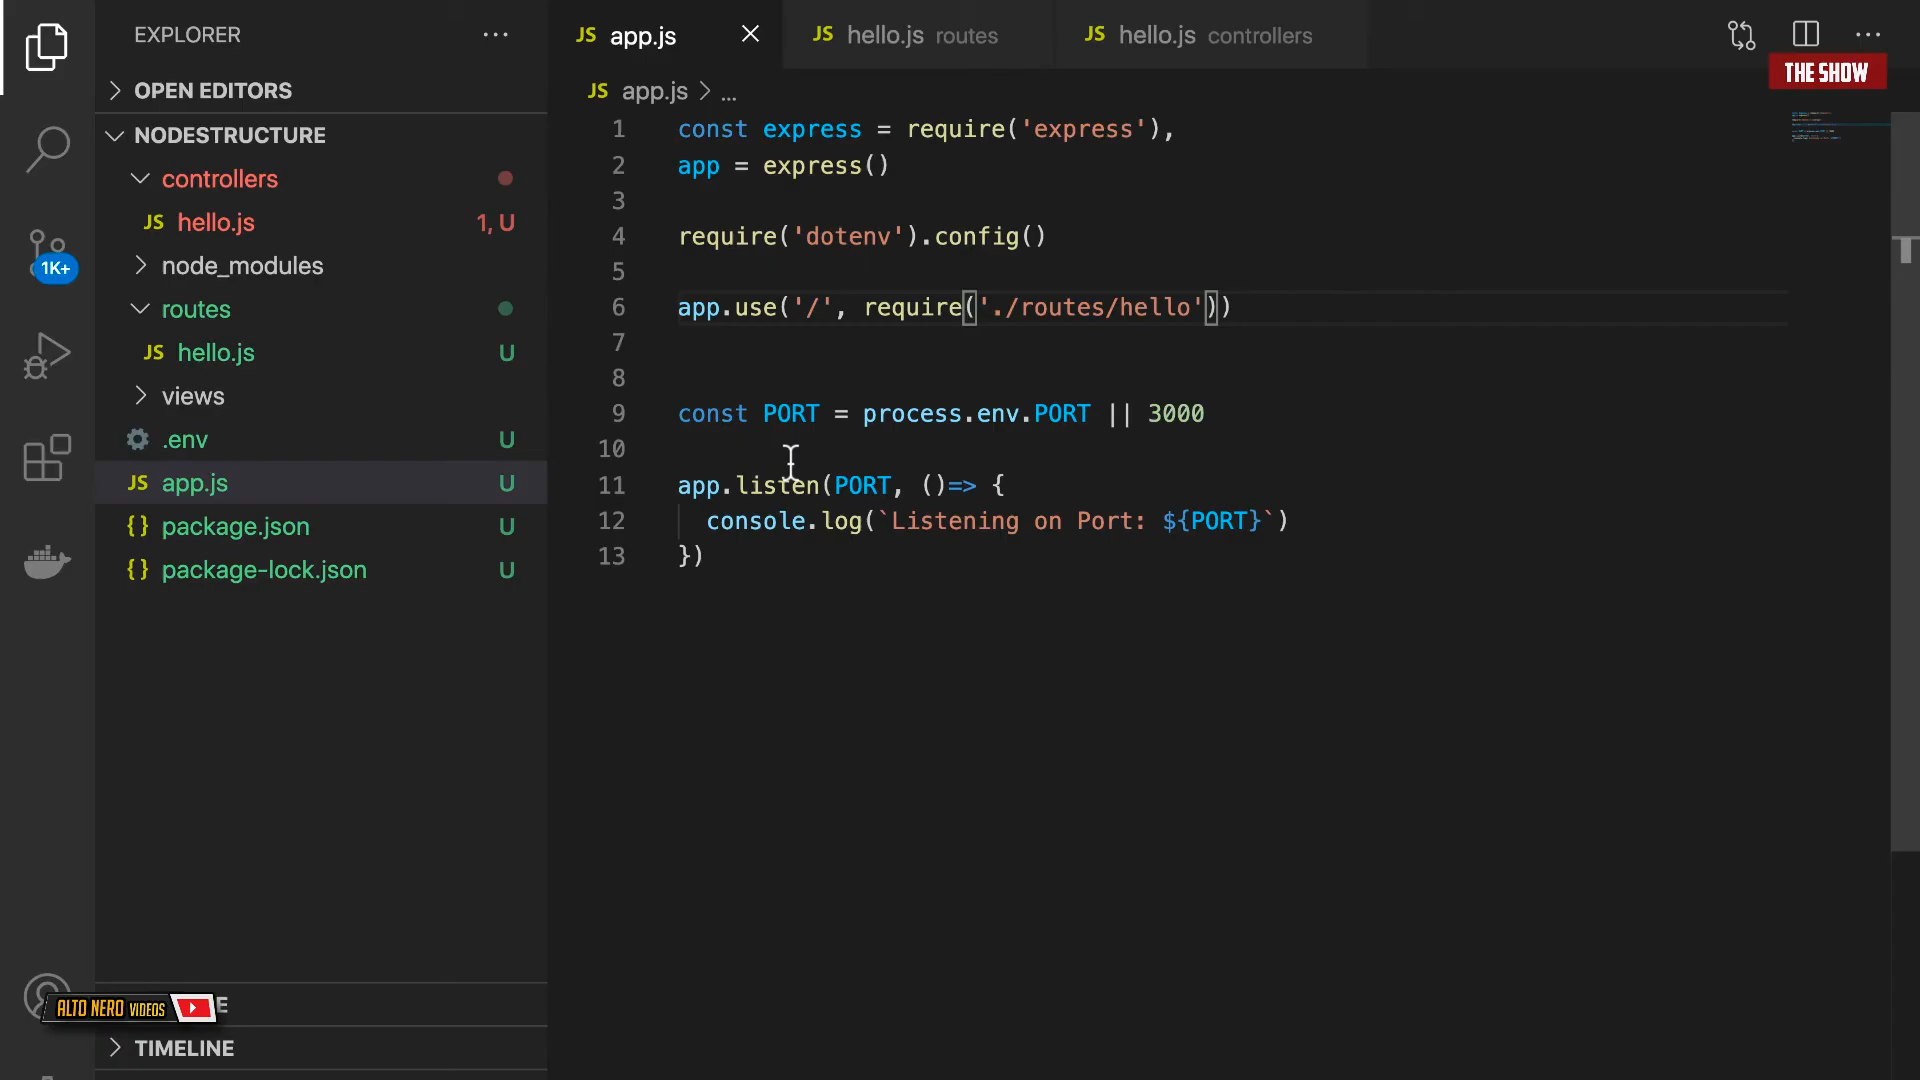 EXPLORER
OPEN EDITORS
NODESTRUCTURE
controllers
JS hello.js 1, U
node_modules
routes
JS hello.js U
views
.env U
JS app.js U
{} package.json U
{} package-lock.json U
TIMELINE
1K+
ALTO NERO VIDEOS
E
JS app.js
JS hello.js routes
JS hello.js controllers
THE SHOW
JS app.js > ...
1 const express = require('express'),
2 app = express()
3
4 require('dotenv').config()
5
6 app.use('/', require('./routes/hello'))
7
8
9 const PORT = process.env.PORT || 3000
10
11 app.listen(PORT, ()=> {
12 console.log(`Listening on Port: ${PORT}`)
13 })